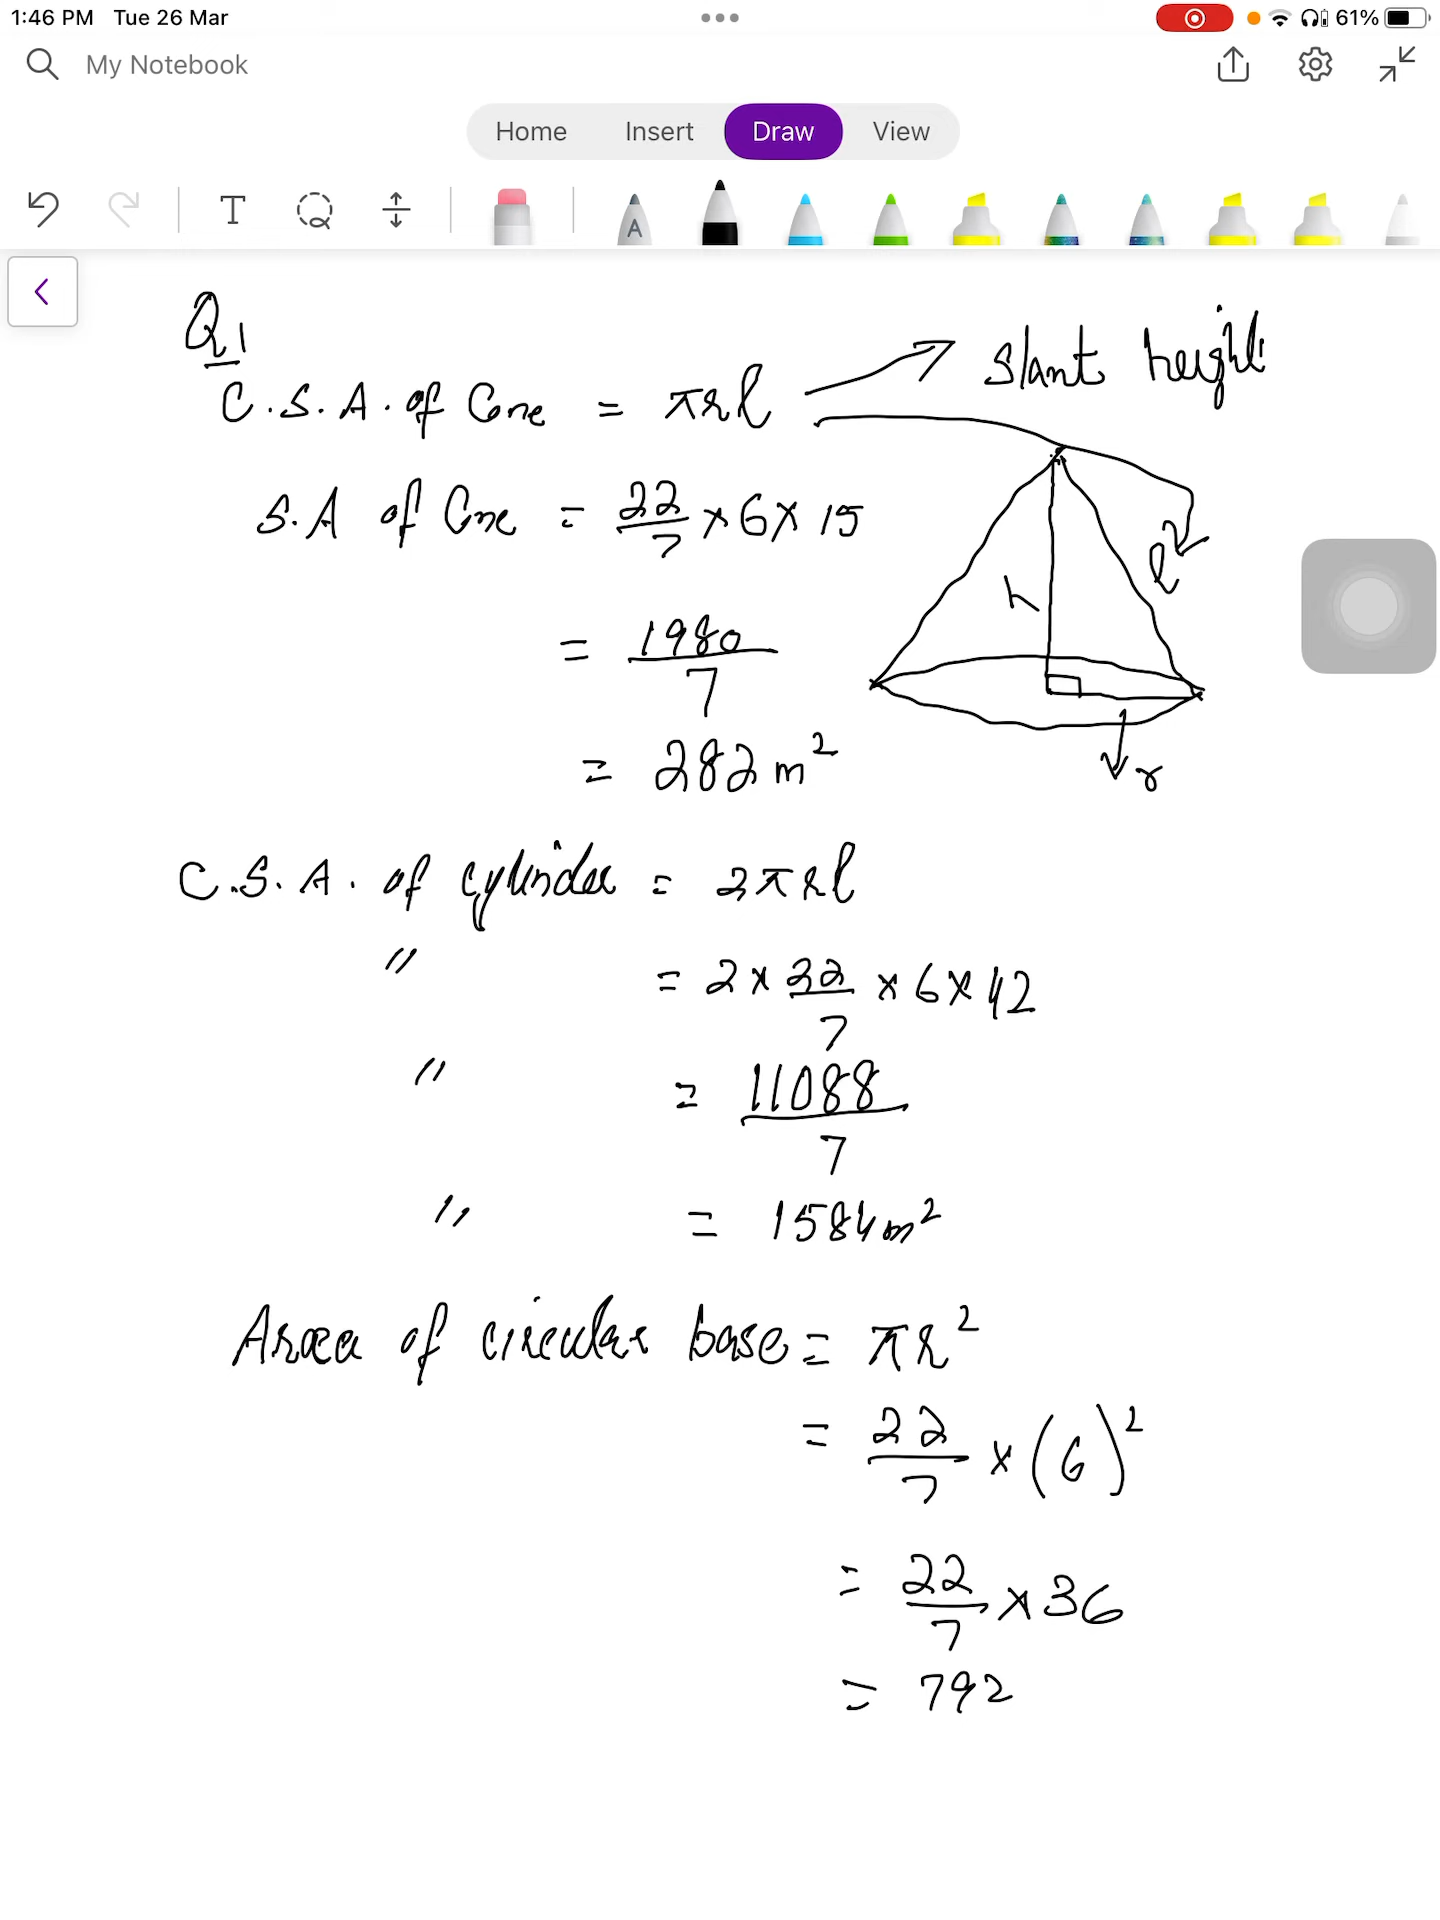 1:46 PM Tue 26 Mar 61%
My Notebook
Home Insert Draw View
T A
Q1
slant height
C.S.A. of Cone = πrl
S.A of Cone = 22/7 × 6 × 15
h l
= 1980/7
r
= 282 m²
C.S.A. of cylinder = 2πrl
" = 2 × 22/7 × 6 × 42
" = 11088/7
" = 1584 m²
Area of circular base = πr²
= 22/7 × (6)²
= 22/7 × 36
= 792